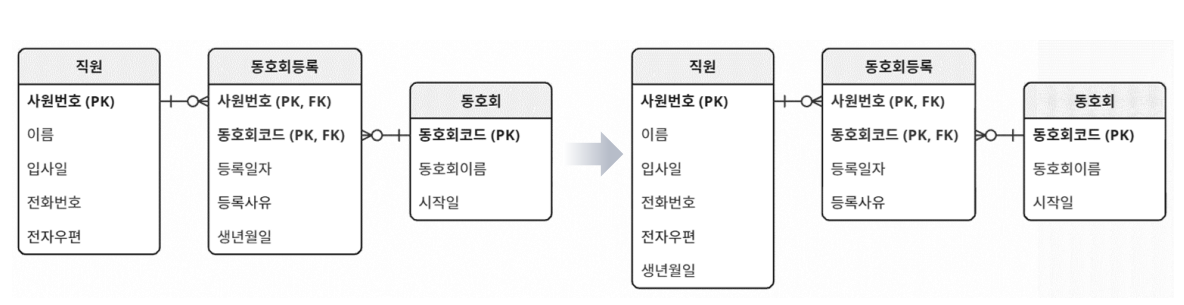 직원
사원번호 (PK)
이름
입사일
전화번호
전자우편
동호회등록
사원번호 (PK, FK)
동호회코드 (PK, FK)
등록일자
등록사유
생년월일
동호회
동호회코드 (PK)
동호회이름
시작일
직원
사원번호 (PK)
이름
입사일
전화번호
전자우편
생년월일
동호회등록
사원번호 (PK, FK)
동호회코드 (PK, FK)
등록일자
등록사유
동호회
동호회코드 (PK)
동호회이름
시작일